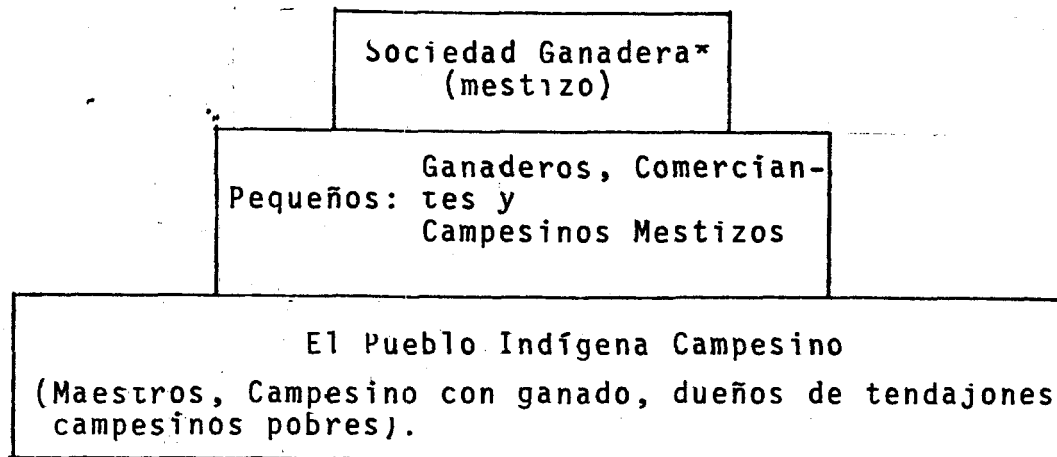 Sociedad Ganadera*
(mestizo)
Ganaderos, Comercian-
Pequeños: tes y
Campesinos Mestizos
El Pueblo Indígena Campesino
(Maestros, Campesino con ganado, dueños de tendajones
campesinos pobres).